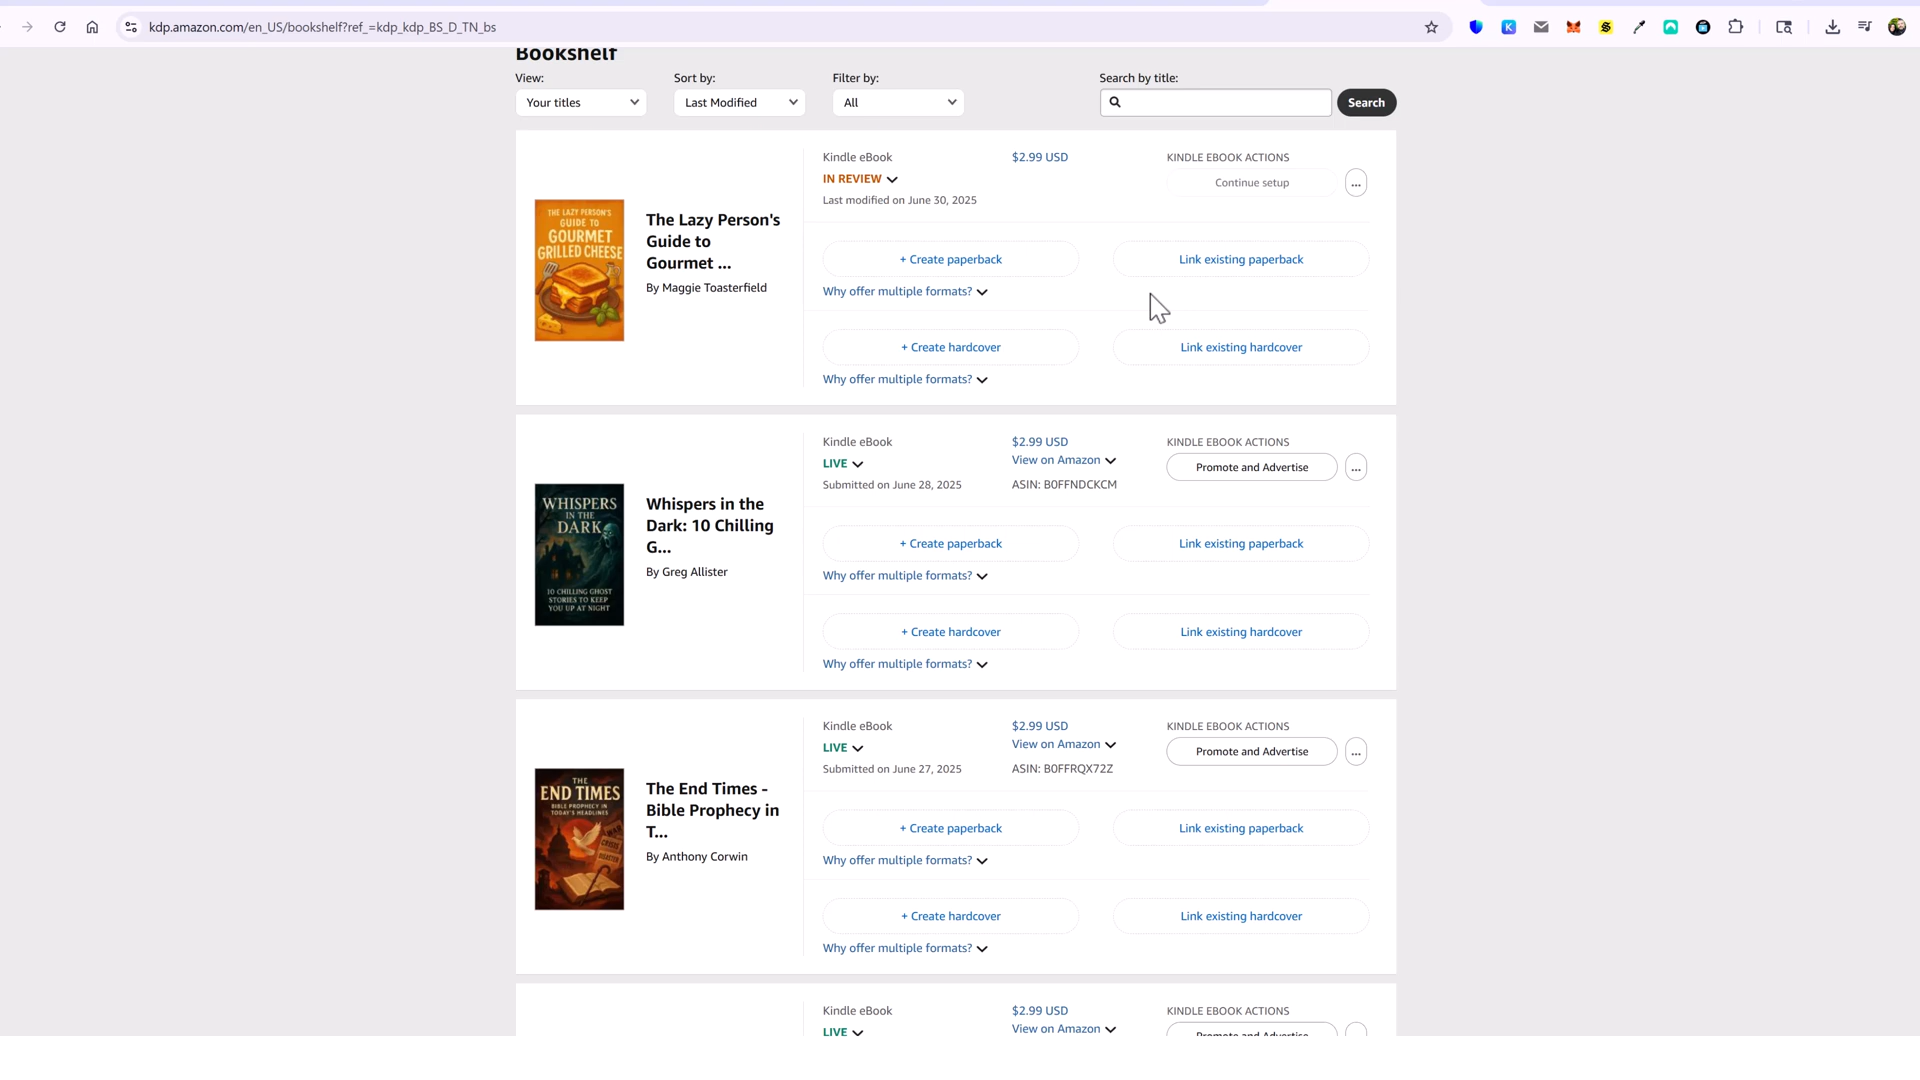 kdp.amazon.com/en_US/bookshelf?ref_=kdp_kdp_BS_D_TN_bs
Bookshelf
View:
Sort by:
Filter by:
Search by title:
Your titles
Last Modified
All
Search
THE LAZY PERSON'S
GUIDE TO
GOURMET
GRILLED CHEESE
The Lazy Person's
Guide to
Gourmet ...
By Maggie Toasterfield
Kindle eBook
IN REVIEW
Last modified on June 30, 2025
$2.99 USD
KINDLE EBOOK ACTIONS
Continue setup
...
+ Create paperback
Link existing paperback
Why offer multiple formats?
+ Create hardcover
Link existing hardcover
Why offer multiple formats?
WHISPERS
IN THE
DARK
10 CHILLING GHOST
STORIES TO KEEP
YOU UP AT NIGHT
Whispers in the
Dark: 10 Chilling
G...
By Greg Allister
Kindle eBook
LIVE
Submitted on June 28, 2025
$2.99 USD
View on Amazon
ASIN: B0FFNDCKCM
KINDLE EBOOK ACTIONS
Promote and Advertise
...
+ Create paperback
Link existing paperback
Why offer multiple formats?
+ Create hardcover
Link existing hardcover
Why offer multiple formats?
THE
END TIMES
BIBLE PROPHECY IN
TODAY'S HEADLINES
WAR
CRISIS
DISASTER
The End Times -
Bible Prophecy in
T...
By Anthony Corwin
Kindle eBook
LIVE
Submitted on June 27, 2025
$2.99 USD
View on Amazon
ASIN: B0FFRQX72Z
KINDLE EBOOK ACTIONS
Promote and Advertise
...
+ Create paperback
Link existing paperback
Why offer multiple formats?
+ Create hardcover
Link existing hardcover
Why offer multiple formats?
Kindle eBook
LIVE
$2.99 USD
View on Amazon
KINDLE EBOOK ACTIONS
Promote and Advertise